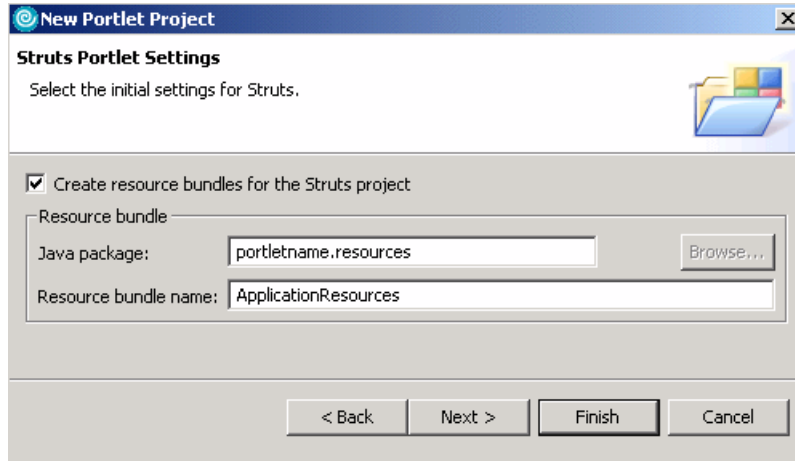 New Portlet Project
Struts Portlet Settings
Select the initial settings for Struts.
Create resource bundles for the Struts project
Resource bundle
Java package: portletname.resources Browse...
Resource bundle name: ApplicationResources
< Back Next > Finish Cancel